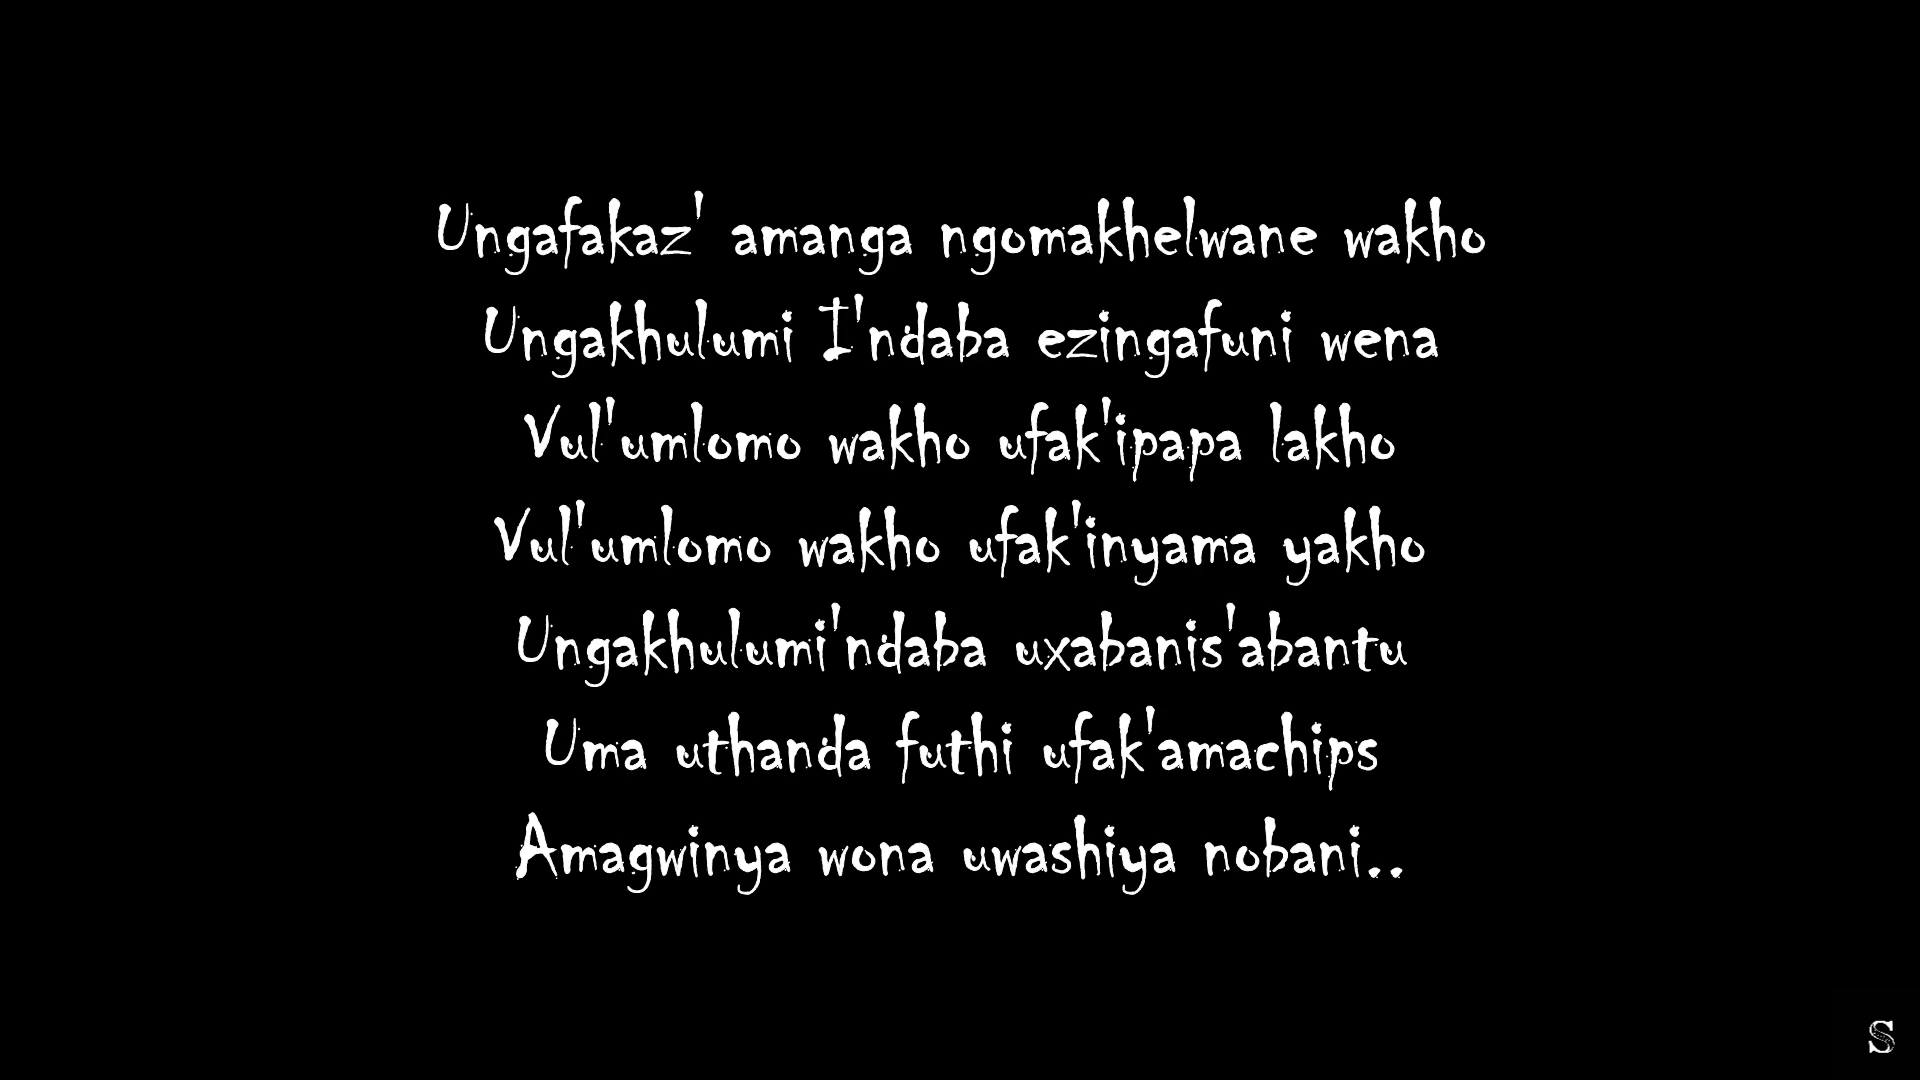 Ungafakaz' amanga ngomakhelwane wakho
Ungakhulumi I'ndaba ezingafuni wena
Vul'umlomo wakho ufak'ipapa lakho
Vul'umlomo wakho ufak'inyama yakho
Ungakhulumi'ndaba uxabanis'abantu
Uma uthanda futhi ufak'amachips
Amagwinya wona uwashiya nobani..
S